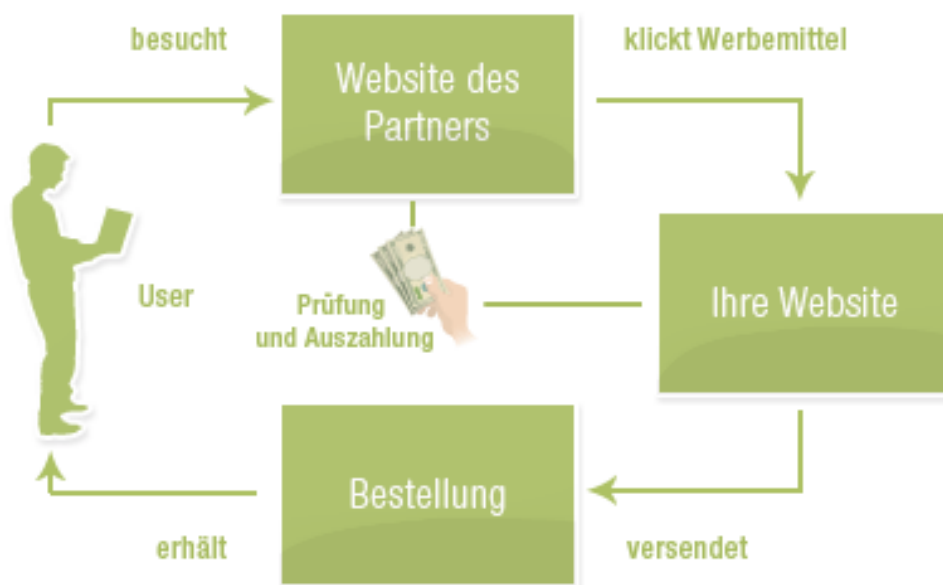 besucht
Website des
Partners
klickt Werbemittel
User
Prüfung
und Auszahlung
Ihre Website
Bestellung
erhält
versendet